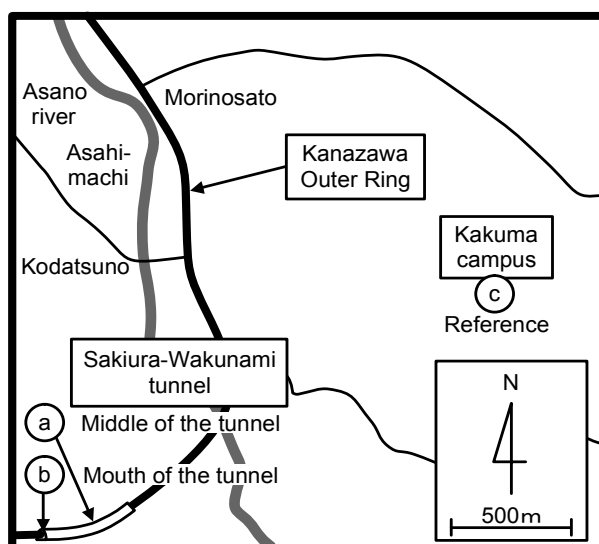 Asano
river
Morinosato
Asahi-
machi
Kanazawa
Outer Ring
Kodatsuno
Kakuma
campus
c
Reference
Sakiura-Wakunami
tunnel
a
Middle of the tunnel
b
Mouth of the tunnel
N
500m